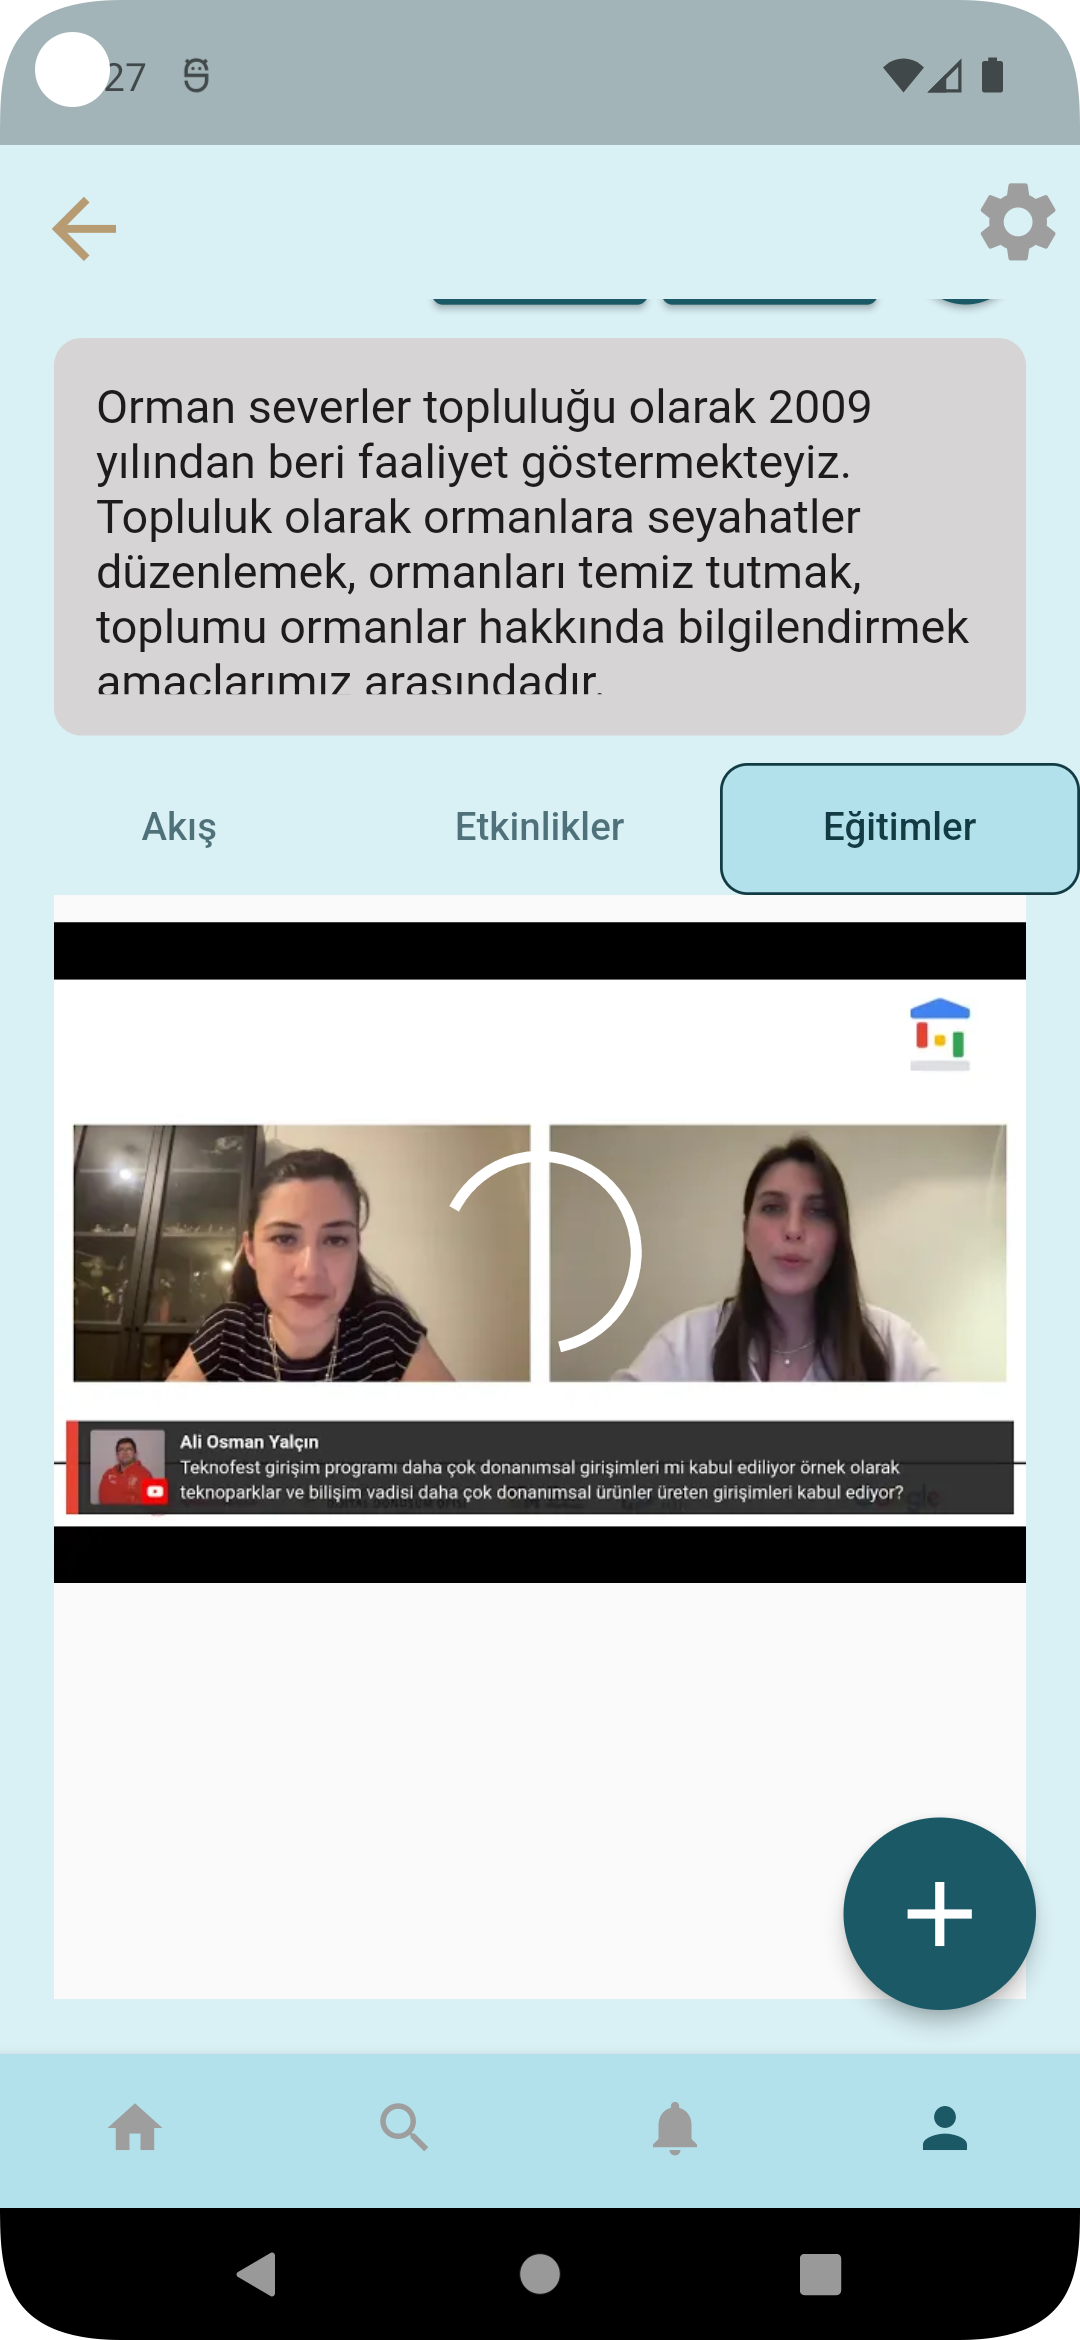 27
Orman severler topluluğu olarak 2009
yılından beri faaliyet göstermekteyiz.
Topluluk olarak ormanlara seyahatler
düzenlemek, ormanları temiz tutmak,
toplumu ormanlar hakkında bilgilendirmek
amaçlarımız arasındadır.
Akış
Etkinlikler
Eğitimler
Ali Osman Yalçın
Teknofest girişim programı daha çok donanımsal girişimleri mi kabul ediliyor örnek olarak
teknoparklar ve bilişim vadisi daha çok donanımsal ürünler üreten girişimleri kabul ediyor?